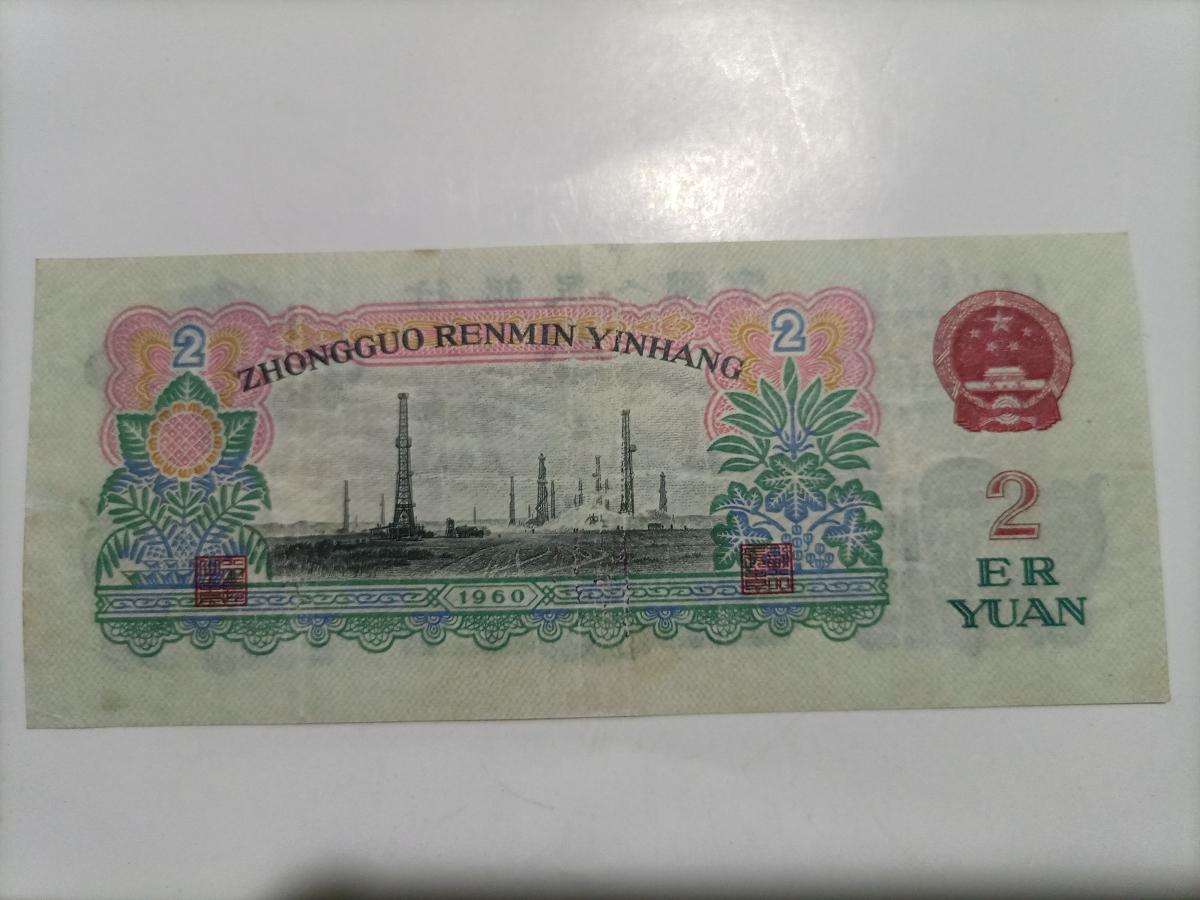 2
2
ZHONGGUO RENMIN YINHANG
1960
2
ER
YUAN